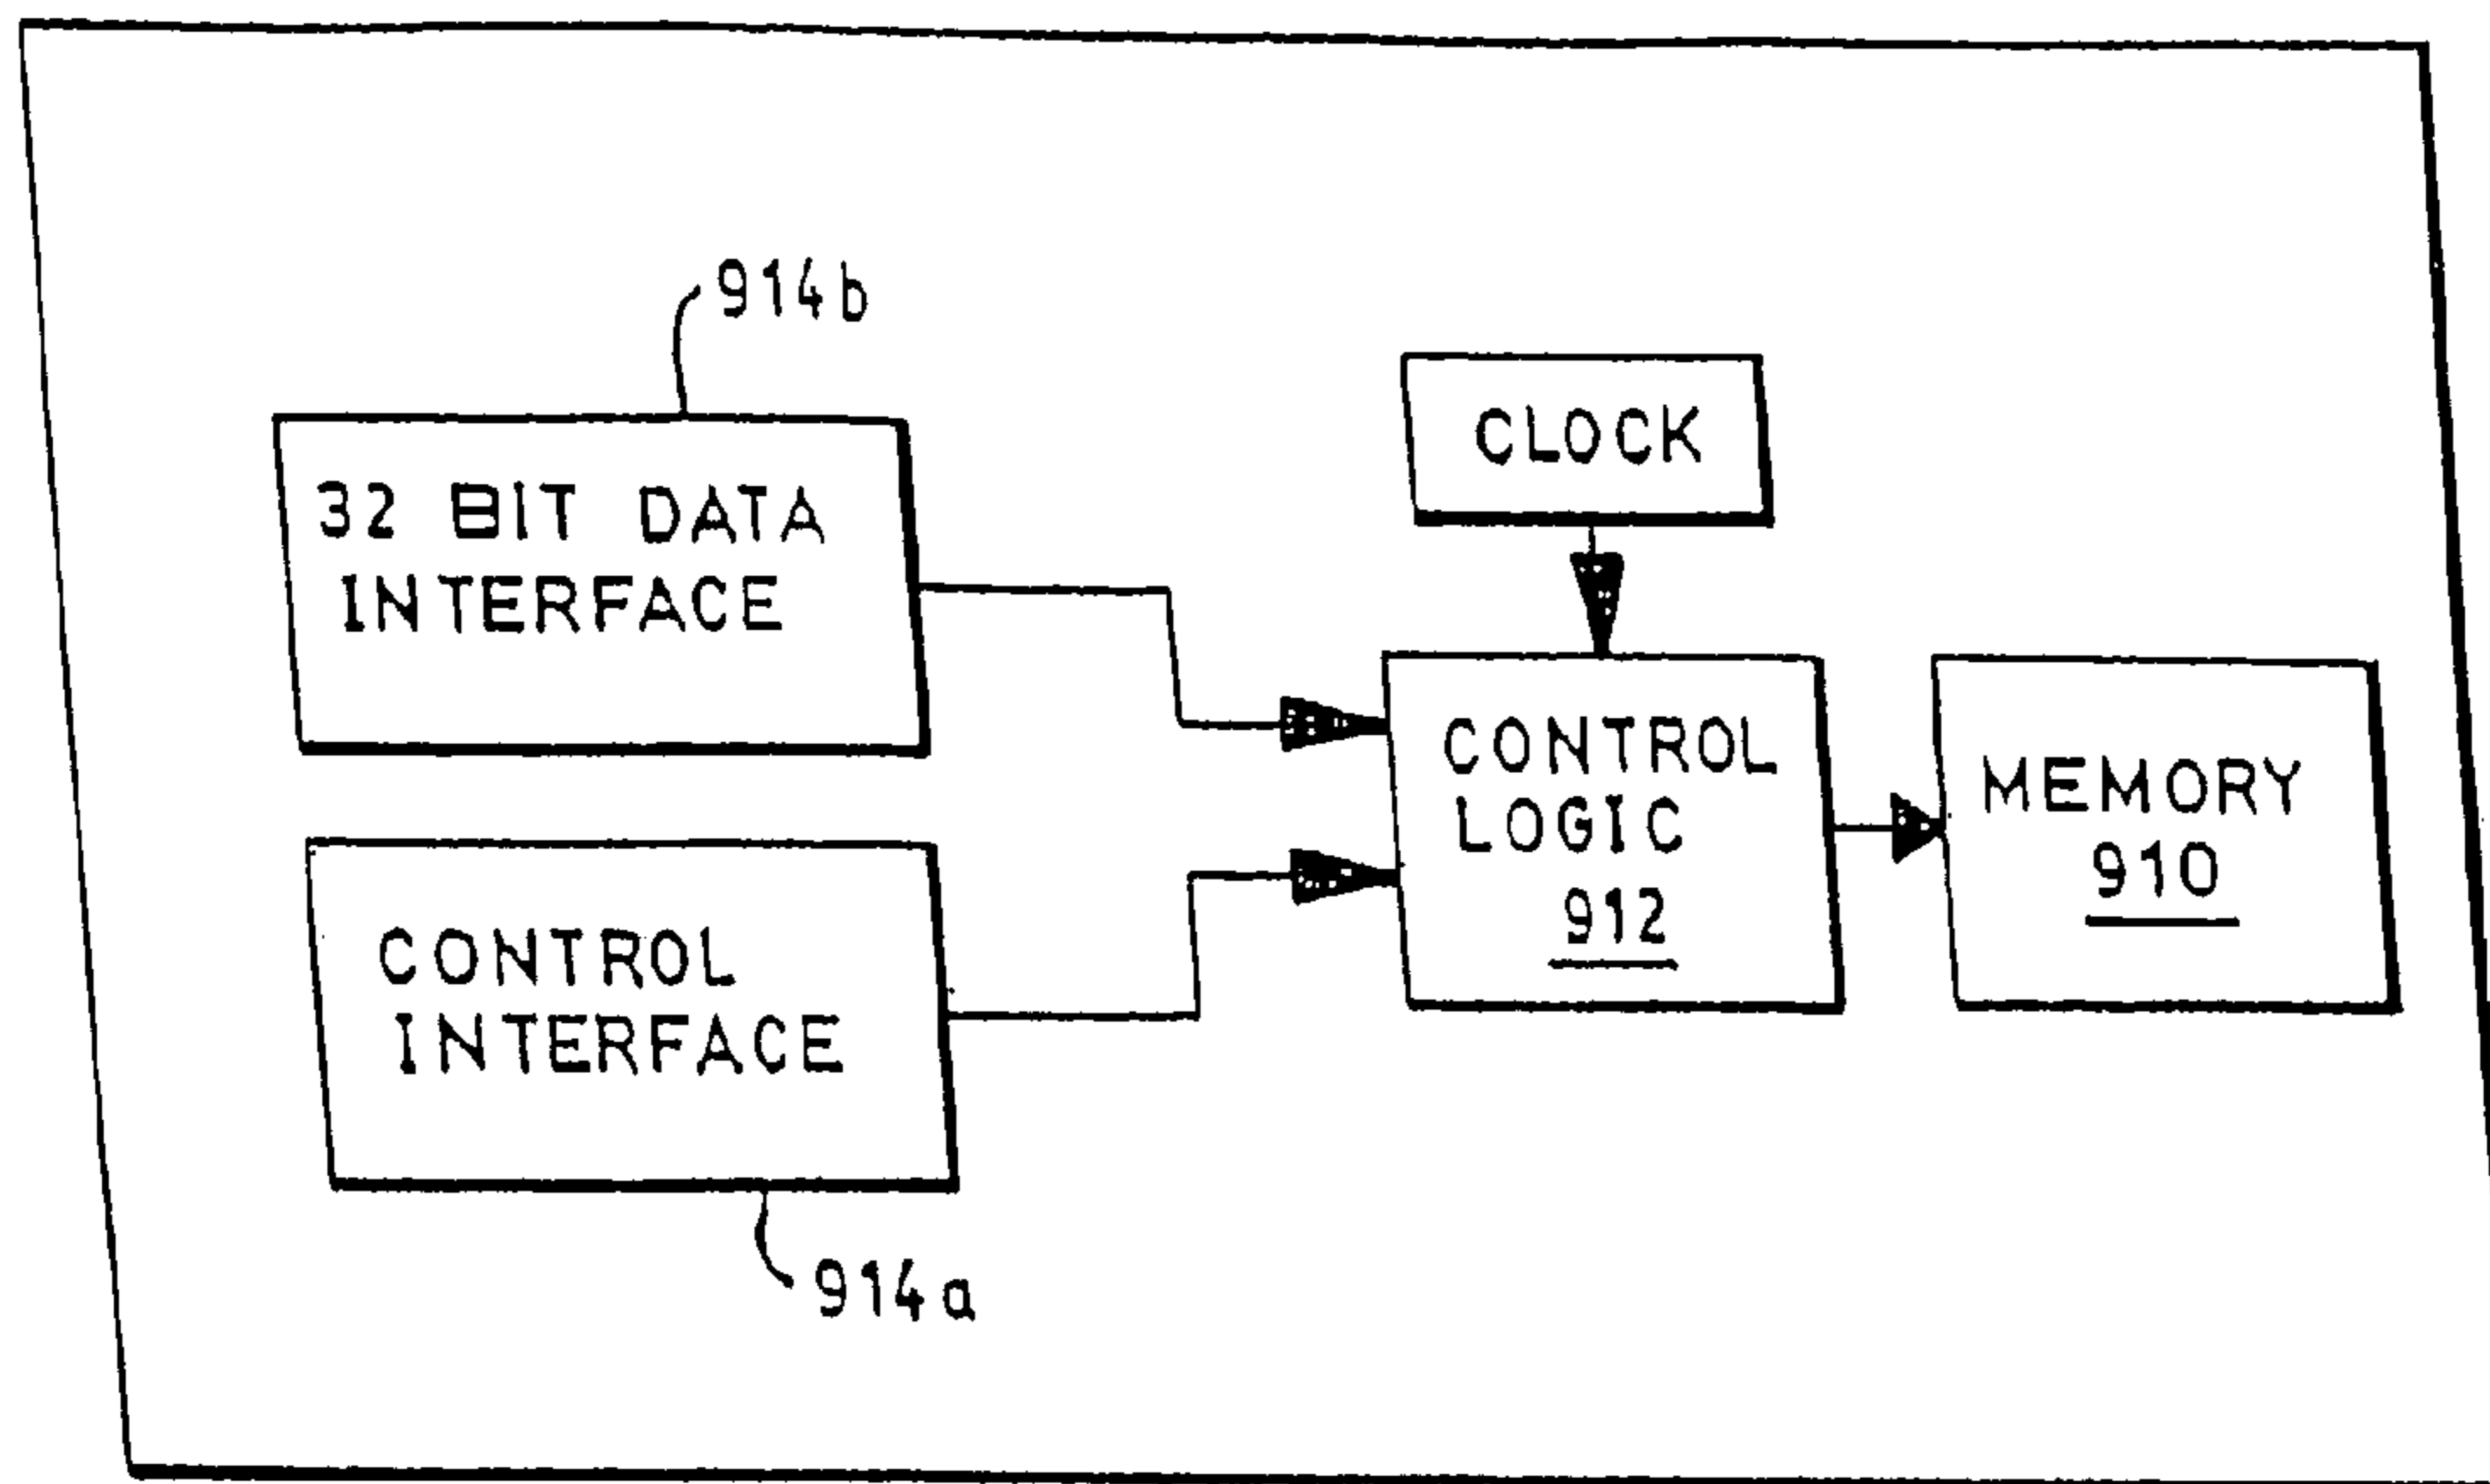 914b
32 BIT DATA
INTERFACE
CLOCK
CONTROL
LOGIC
912
MEMORY
910
CONTROL
INTERFACE
914a